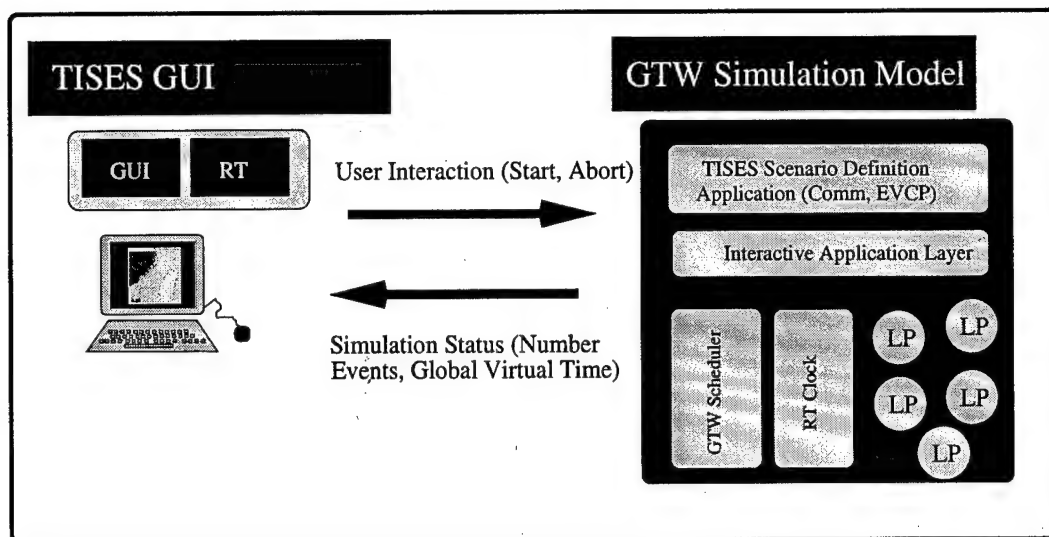 TISES GUI
GTW Simulation Model
GUI
RT
User Interaction (Start, Abort)
TISES Scenario Definition
Application (Comm, EVCP)
Interactive Application Layer
Simulation Status (Number
Events, Global Virtual Time)
GTW Scheduler
RT Clock
LP
LP
LP
LP
LP